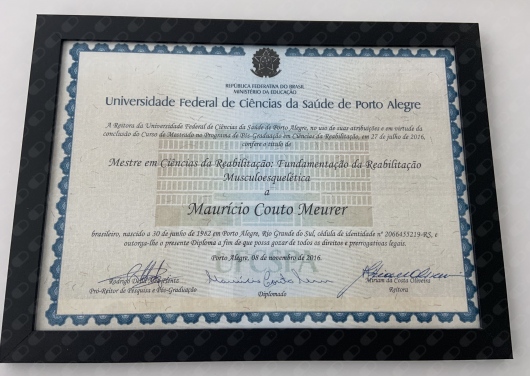 REPÚBLICA FEDERATIVA DO BRASIL
MINISTÉRIO DA EDUCAÇÃO
Universidade Federal de Ciências da Saúde de Porto Alegre
A Reitora da Universidade Federal de Ciências da Saúde de Porto Alegre, no uso de suas atribuições e em virtude da
conclusão do Curso de Mestrado no Programa de Pós-Graduação em Ciências da Reabilitação, em 27 de julho de 2016,
confere o título de
Mestre em Ciências da Reabilitação: Fundamentação da Reabilitação
Musculoesquelética
a
Maurício Couto Meurer
brasileiro, nascido a 30 de junho de 1982 em Porto Alegre, Rio Grande do Sul, cédula de identidade nº 2066455219-RS, e
outorga-lhe o presente Diploma a fim de que possa gozar de todos os direitos e prerrogativas legais.
Porto Alegre, 08 de novembro de 2016.
UFCSPA
Rodrigo
Pró-Reitor de Pesquisa e Pós-Graduação
Diplomado
Miriam da Costa Oliveira
Reitora